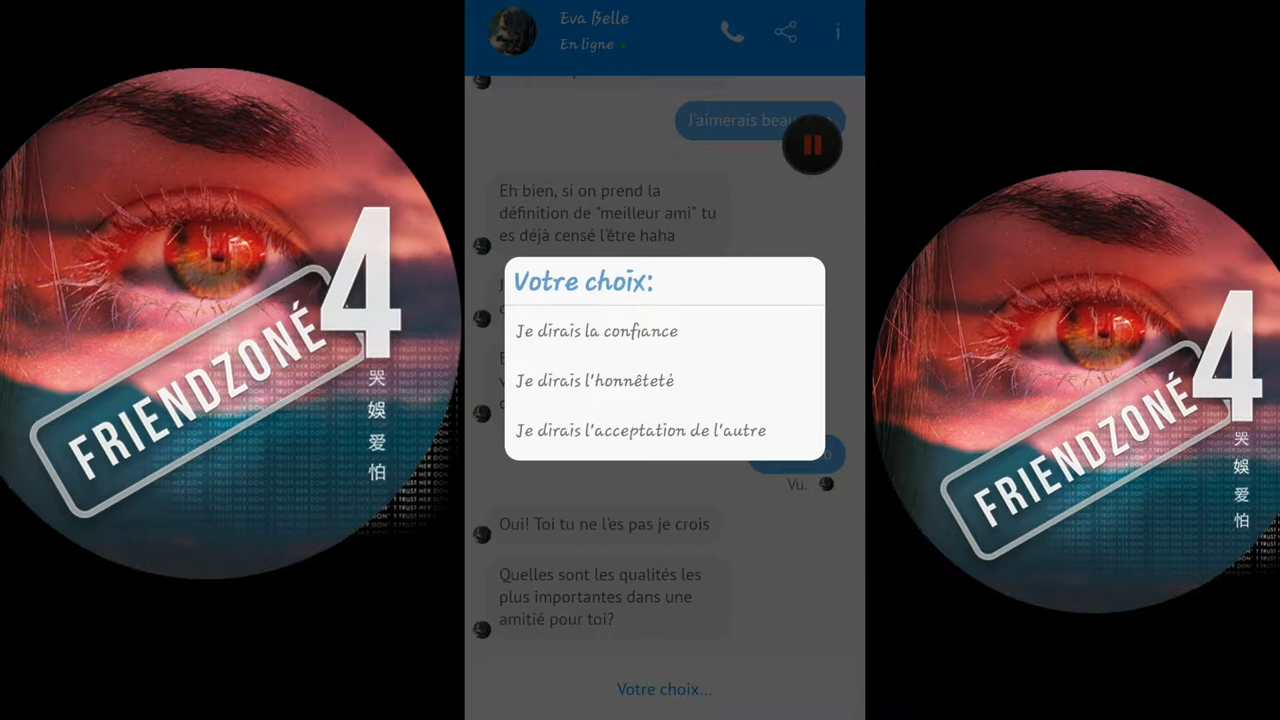 FRIENDZONÉ
4
哭
娛
爱
怕
Eva Belle
En ligne
J'aimerais
Eh bien, si on prend la
définition de "meilleur ami" tu
es déjà censé l'être haha
Votre choix:
Je dirais la confiance
Je dirais l'honnêteté
Je dirais l'acceptation de l'autre
Vu.
Oui! Toi tu ne l'es pas je crois
Quelles sont les qualités les
plus importantes dans une
amitié pour toi?
Votre choix...
FRIENDZONÉ
4
哭
娛
爱
怕